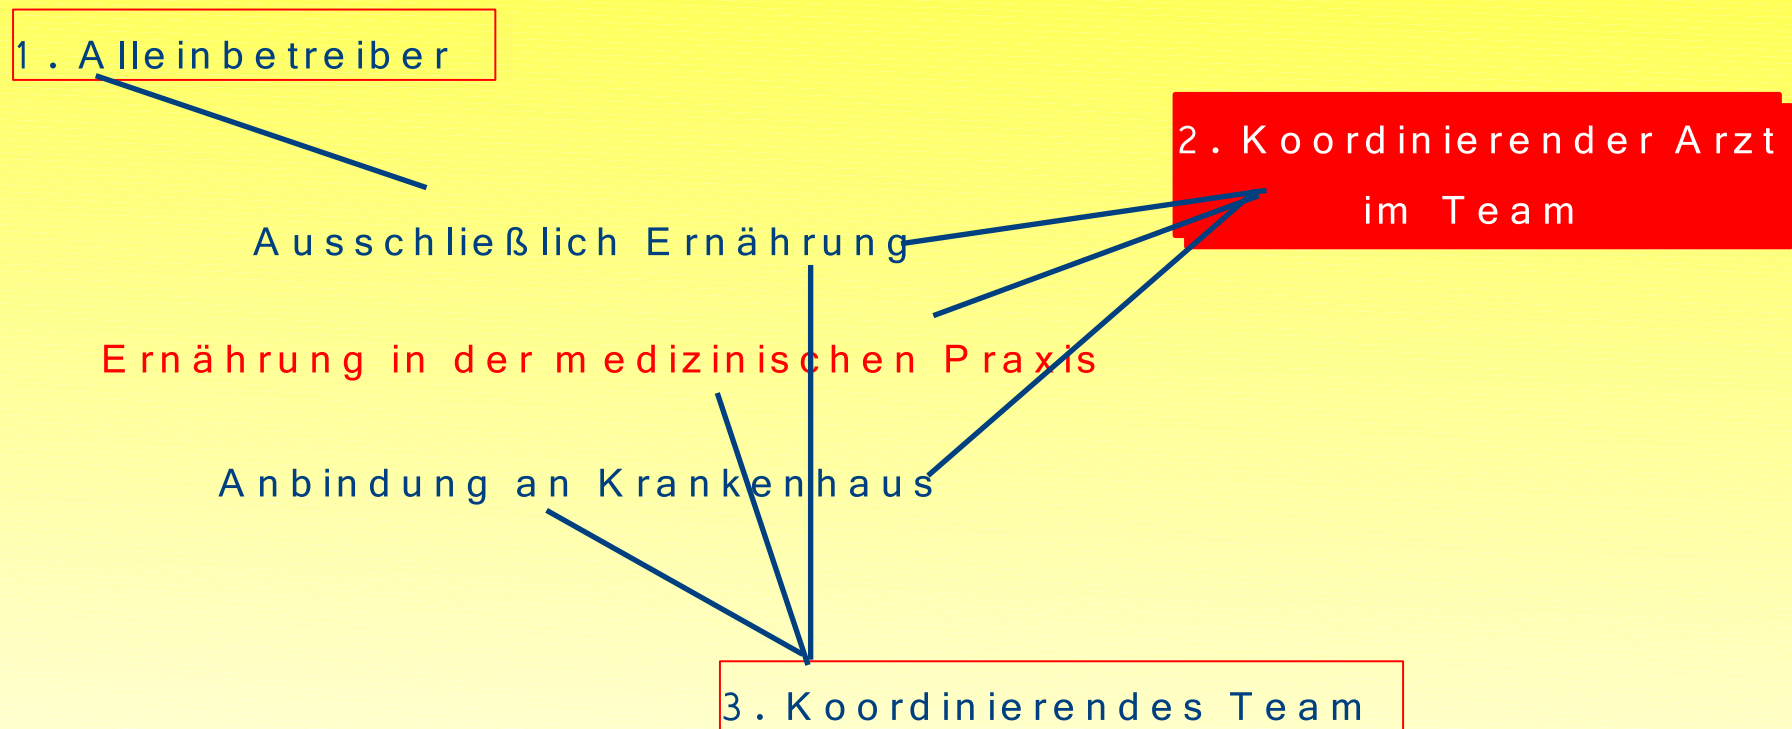 1. Alleinbetreiber
2. Koordinierender Arzt
im Team
Ausschließlich Ernährung
Ernährung in der medizinischen Praxis
Anbindung an Krankenhaus
3. Koordinierendes Team